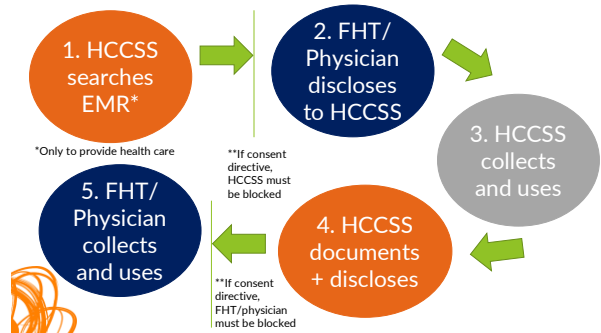 1. HCCSS
searches
EMR*
*Only to provide health care
2. FHT/
Physician
discloses
to HCCSS
**If consent
directive,
HCCSS must
be blocked
3. HCCSS
collects
and uses
4. HCCSS
documents
+ discloses
**If consent
directive,
FHT/physician
must be blocked
5. FHT/
Physician
collects
and uses